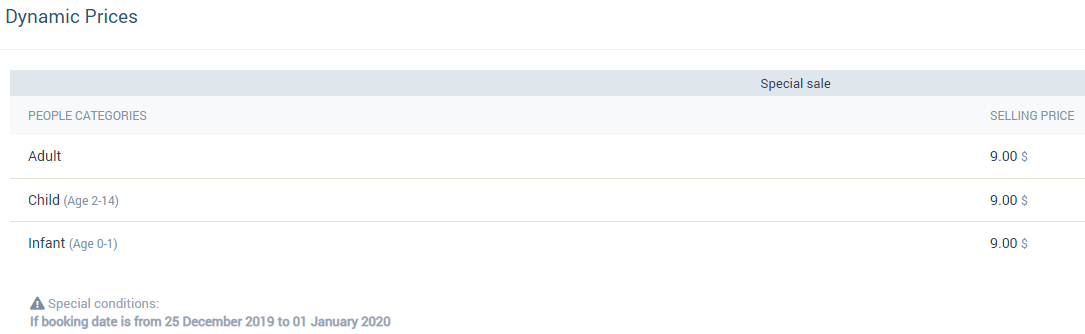 Dynamic Prices
Special sale
PEOPLE CATEGORIES SELLING PRICE
Adult 9.00 $
Child (Age 2-14) 9.00 $
Infant (Age 0-1) 9.00 $
Special conditions:
If booking date is from 25 December 2019 to 01 January 2020